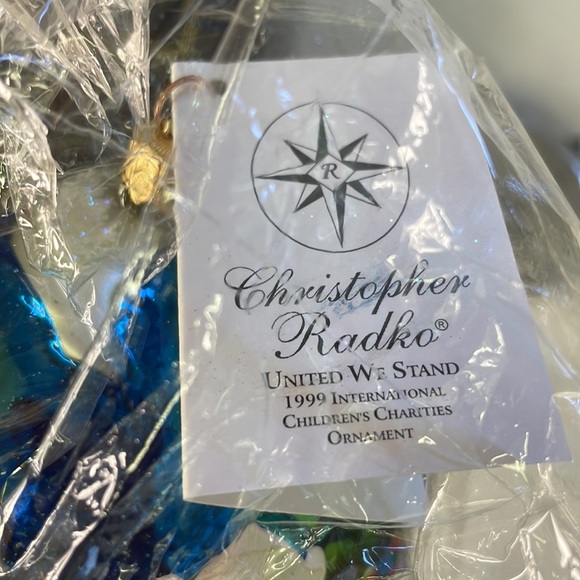 R
Christopher
Radko®
UNITED WE STAND
1999 INTERNATIONAL
CHILDREN'S CHARITIES
ORNAMENT